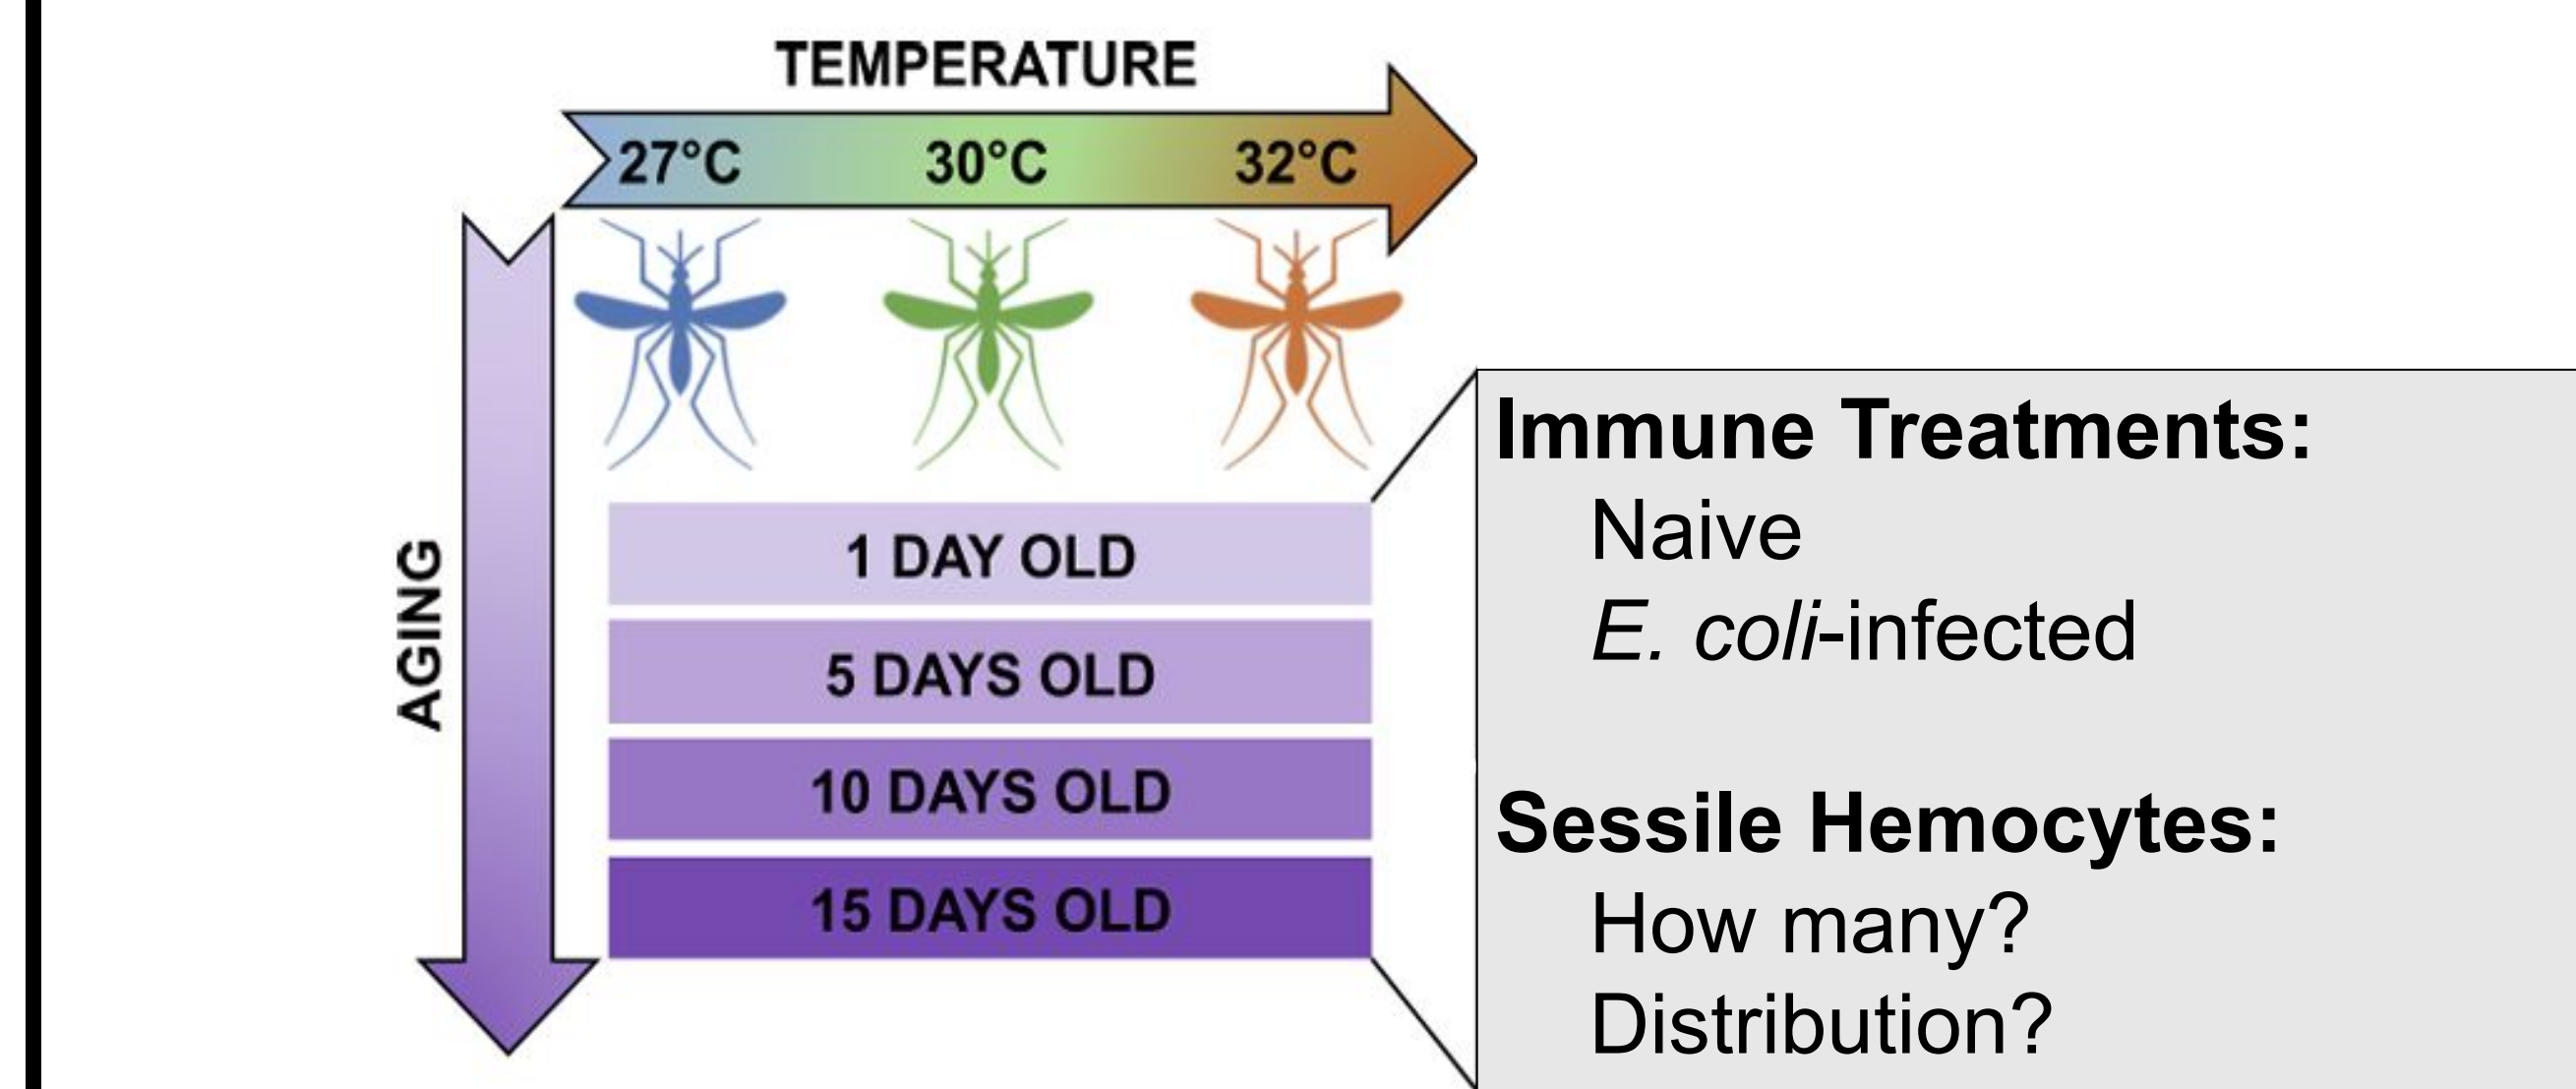 TEMPERATURE
27°C 30°C 32°C
AGING
1 DAY OLD
5 DAYS OLD
10 DAYS OLD
15 DAYS OLD
Immune Treatments:
Naive
E. coli-infected
Sessile Hemocytes:
How many?
Distribution?